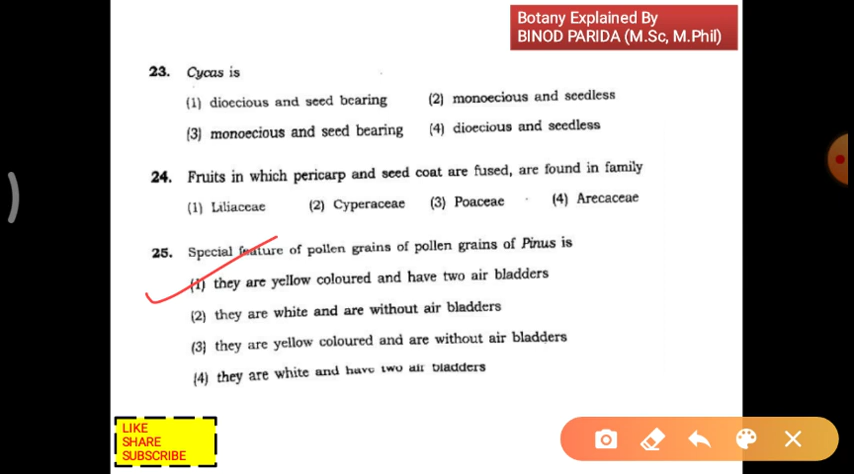 Botany Explained By
BINOD PARIDA (M.Sc, M.Phil)
23. Cycas is
(1) dioecious and seed bearing (2) monoecious and seedless
(3) monoecious and seed bearing (4) dioecious and seedless
24. Fruits in which pericarp and seed coat are fused, are found in family
(1) Liliaceae (2) Cyperaceae (3) Poaceae (4) Arecaceae
25. Special feature of pollen grains of pollen grains of Pinus is
(1) they are yellow coloured and have two air bladders
(2) they are white and are without air bladders
(3) they are yellow coloured and are without air bladders
(4) they are white and have two air bladders
LIKE
SHARE
SUBSCRIBE